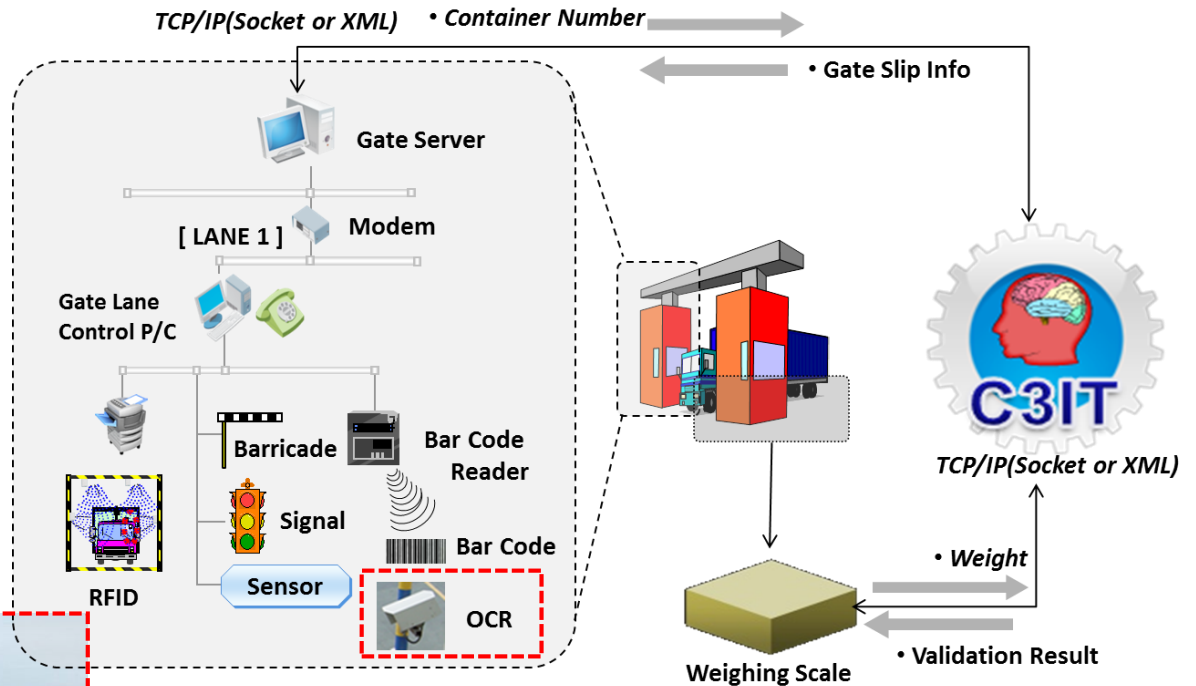 TCP/IP(Socket or XML)
• Container Number
• Gate Slip Info
Gate Server
Modem
[ LANE 1 ]
Gate Lane
Control P/C
Barricade
Bar Code
Reader
Signal
Bar Code
RFID
Sensor
OCR
C3IT
TCP/IP(Socket or XML)
• Weight
• Validation Result
Weighing Scale